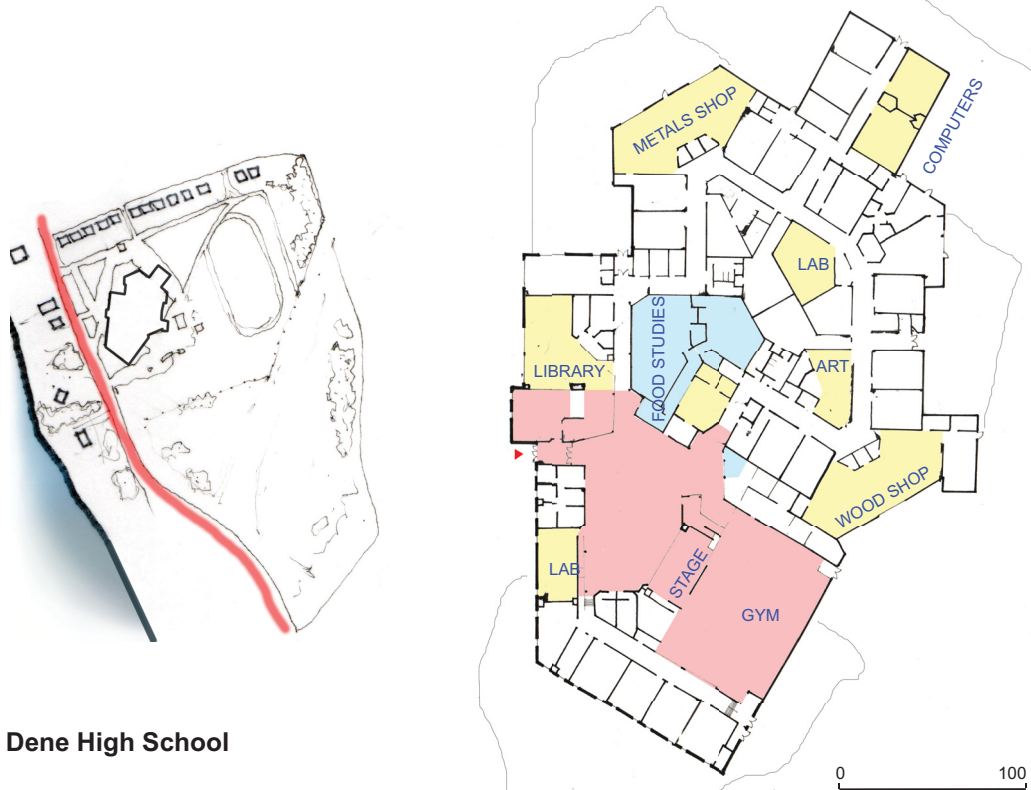 METALS SHOP
COMPUTERS
LAB
FOOD STUDIES
LIBRARY
ART
WOOD SHOP
LAB
STAGE
GYM
Dene High School
0 100